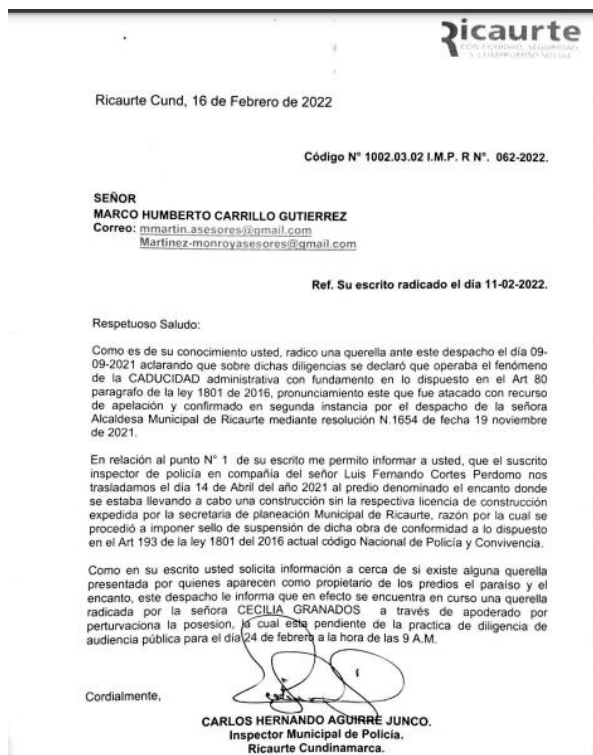 Ricaurte
CON EQUIDAD, SEGURIDAD,
Y COMPROMISO SOCIAL
Ricaurte Cund, 16 de Febrero de 2022
Código N° 1002.03.02 I.M.P. R N°. 062-2022.
SEÑOR
MARCO HUMBERTO CARRILLO GUTIERREZ
Correo: mmartin.asesores@gmail.com
Martinez-monroyasesores@gmail.com
Ref. Su escrito radicado el día 11-02-2022.
Respetuoso Saludo:
Como es de su conocimiento usted, radico una querella ante este despacho el día 09-
09-2021 aclarando que sobre dichas diligencias se declaró que operaba el fenómeno
de la CADUCIDAD administrativa con fundamento en lo dispuesto en el Art 80
paragrafo de la ley 1801 de 2016, pronunciamiento este que fue atacado con recurso
de apelación y confirmado en segunda instancia por el despacho de la señora
Alcaldesa Municipal de Ricaurte mediante resolución N.1654 de fecha 19 noviembre
de 2021.
En relación al punto N° 1 de su escrito me permito informar a usted, que el suscrito
inspector de policía en compañía del señor Luis Fernando Cortes Perdomo nos
trasladamos el día 14 de Abril del año 2021 al predio denominado el encanto donde
se estaba llevando a cabo una construcción sin la respectiva licencia de construcción
expedida por la secretaria de planeación Municipal de Ricaurte, razón por la cual se
procedió a imponer sello de suspensión de dicha obra de conformidad a lo dispuesto
en el Art 193 de la ley 1801 del 2016 actual código Nacional de Policía y Convivencia.
Como en su escrito usted solicita información a cerca de si existe alguna querella
presentada por quienes aparecen como propietario de los predios el paraíso y el
encanto, este despacho le informa que en efecto se encuentra en curso una querella
radicada por la señora CECILIA GRANADOS a través de apoderado por
perturvaciona la posesion, la cual esta pendiente de la practica de diligencia de
audiencia pública para el día 24 de febrero a la hora de las 9 A.M.
Cordialmente,
CARLOS HERNANDO AGUIRRE JUNCO.
Inspector Municipal de Policía.
Ricaurte Cundinamarca.